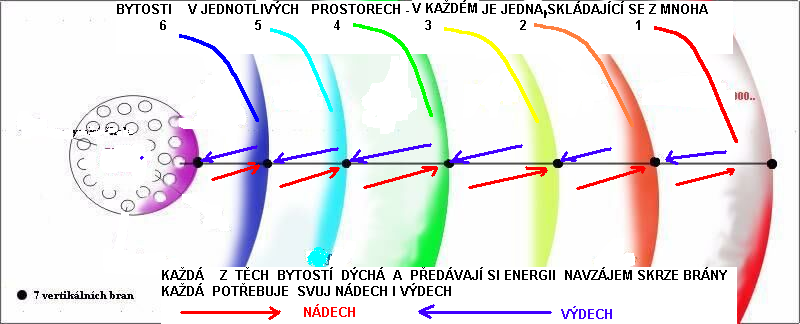 BYTOSTI V JEDNOTLIVÝCH PROSTORECH - V KAŽDÉM JE JEDNA, SKLÁDAJÍCÍ SE Z MNOHA
6 5 4 3 2 1
000..
KAŽDÁ Z TĚCH BYTOSTÍ DÝCHÁ A PŘEDÁVAJÍ SI ENERGII NAVZÁJEM SKRZE BRÁNY
KAŽDÁ POTŘEBUJE SVUJ NÁDECH I VÝDECH
7 vertikálních bran
NÁDECH VÝDECH